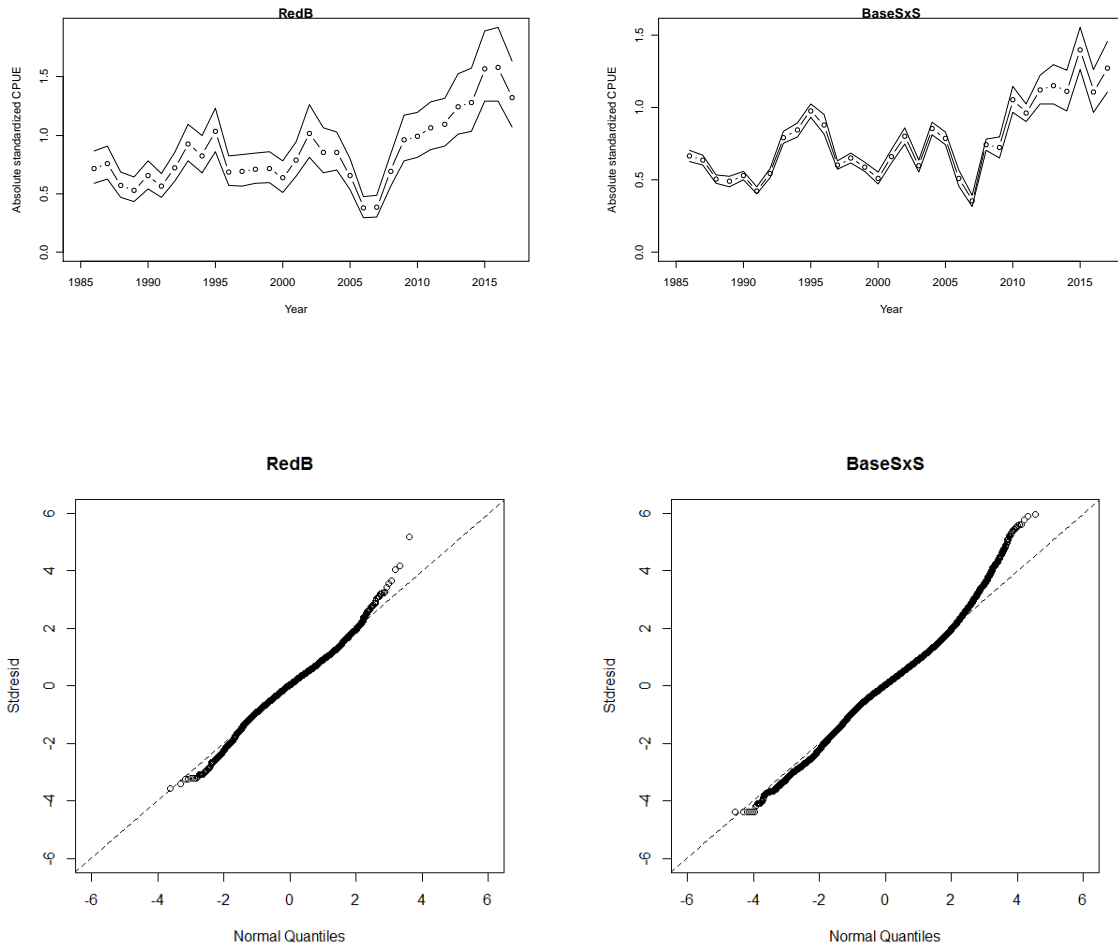 RedB
Absolute standardized CPUE
0.0 0.5 1.0 1.5
1985 1990 1995 2000 2005 2010 2015
Year
BaseSxS
Absolute standardized CPUE
0.0 0.5 1.0 1.5
1985 1990 1995 2000 2005 2010 2015
Year
RedB
Stdresid
-6 -4 -2 0 2 4 6
-6 -4 -2 0 2 4 6
Normal Quantiles
BaseSxS
Stdresid
-6 -4 -2 0 2 4 6
-6 -4 -2 0 2 4 6
Normal Quantiles